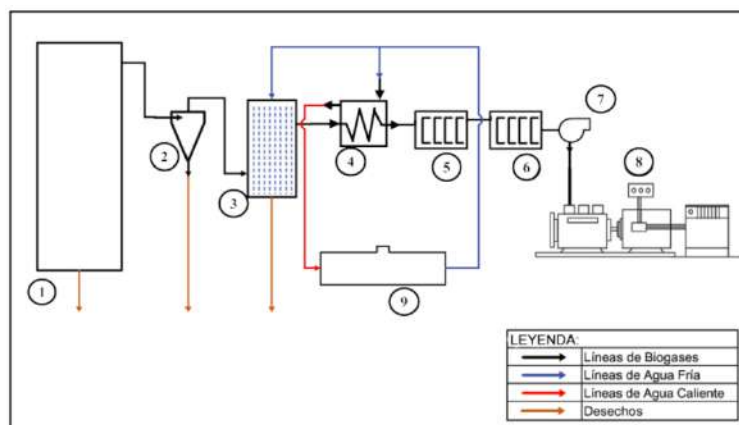 7
8
2
4
5
6
3
1
9
LEYENDA:
Líneas de Biogases
Líneas de Agua Fría
Líneas de Agua Caliente
Desechos